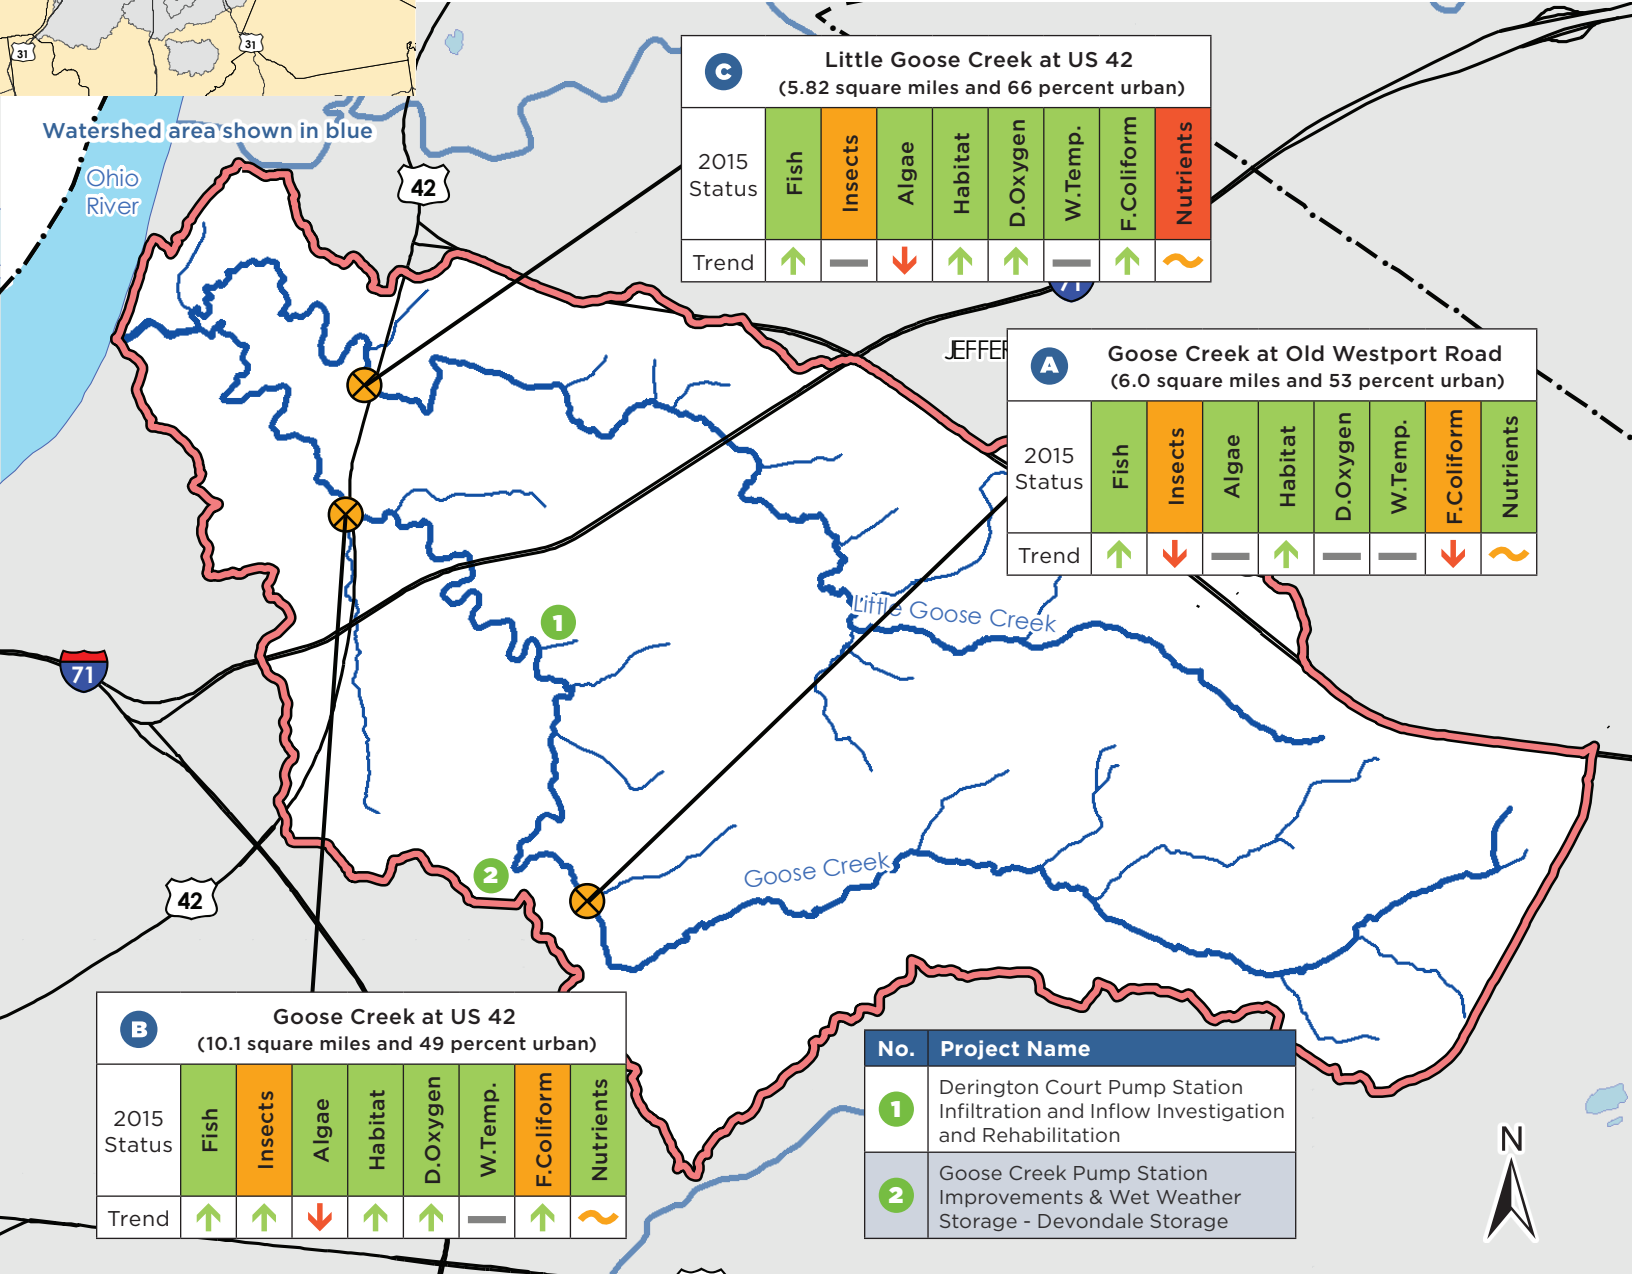 31
31
Watershed area shown in blue
Ohio
River
42
C
Little Goose Creek at US 42
(5.82 square miles and 66 percent urban)
2015
Status
Fish
Insects
Algae
Habitat
D.Oxygen
W.Temp.
F.Coliform
Nutrients
Trend
71
JEFFER
A
Goose Creek at Old Westport Road
(6.0 square miles and 53 percent urban)
2015
Status
Fish
Insects
Algae
Habitat
D.Oxygen
W.Temp.
F.Coliform
Nutrients
Trend
1
Little Goose Creek
71
2
Goose Creek
42
B
Goose Creek at US 42
(10.1 square miles and 49 percent urban)
2015
Status
Fish
Insects
Algae
Habitat
D.Oxygen
W.Temp.
F.Coliform
Nutrients
Trend
No. Project Name
1
Derington Court Pump Station
Infiltration and Inflow Investigation
and Rehabilitation
2
Goose Creek Pump Station
Improvements & Wet Weather
Storage - Devondale Storage
N